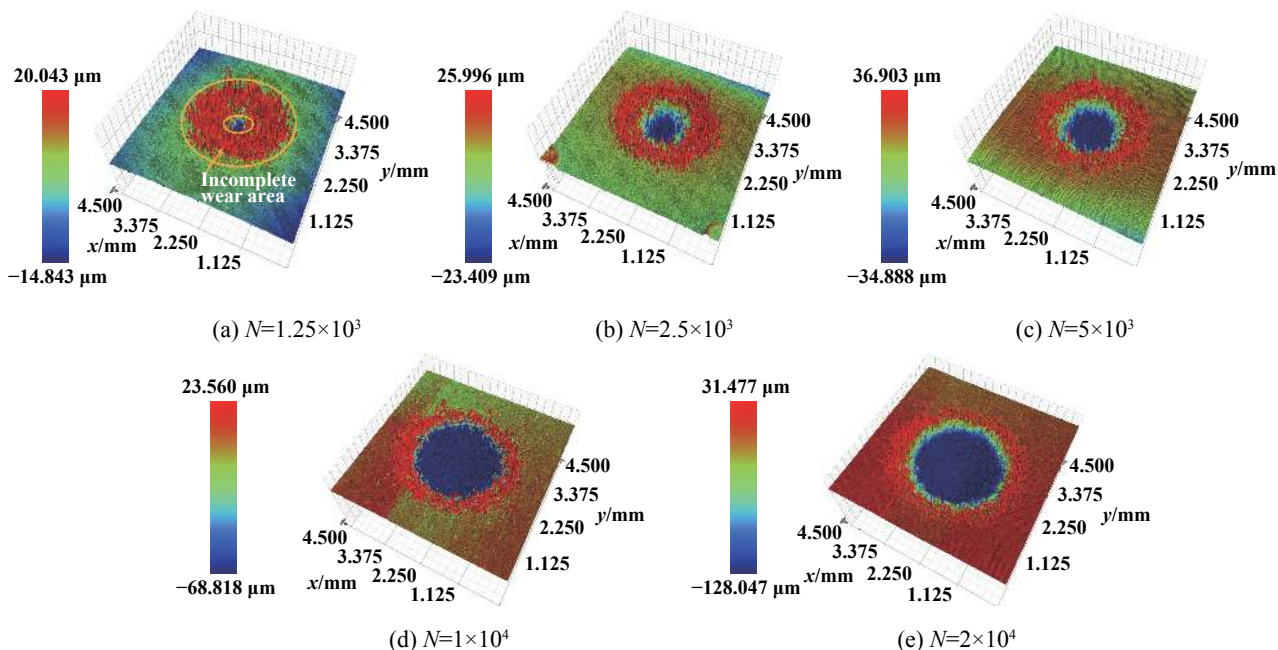 20.043 μm
−14.843 μm
Incomplete
wear area
4.500
3.375
2.250
1.125
y/mm
4.500
3.375
2.250
1.125
x/mm
(a) N=1.25×10³
25.996 μm
−23.409 μm
4.500
3.375
2.250
1.125
y/mm
4.500
3.375
2.250
1.125
x/mm
(b) N=2.5×10³
36.903 μm
−34.888 μm
4.500
3.375
2.250
1.125
y/mm
4.500
3.375
2.250
1.125
x/mm
(c) N=5×10³
23.560 μm
−68.818 μm
4.500
3.375
2.250
1.125
y/mm
4.500
3.375
2.250
1.125
x/mm
(d) N=1×10⁴
31.477 μm
−128.047 μm
4.500
3.375
2.250
1.125
y/mm
4.500
3.375
2.250
1.125
x/mm
(e) N=2×10⁴